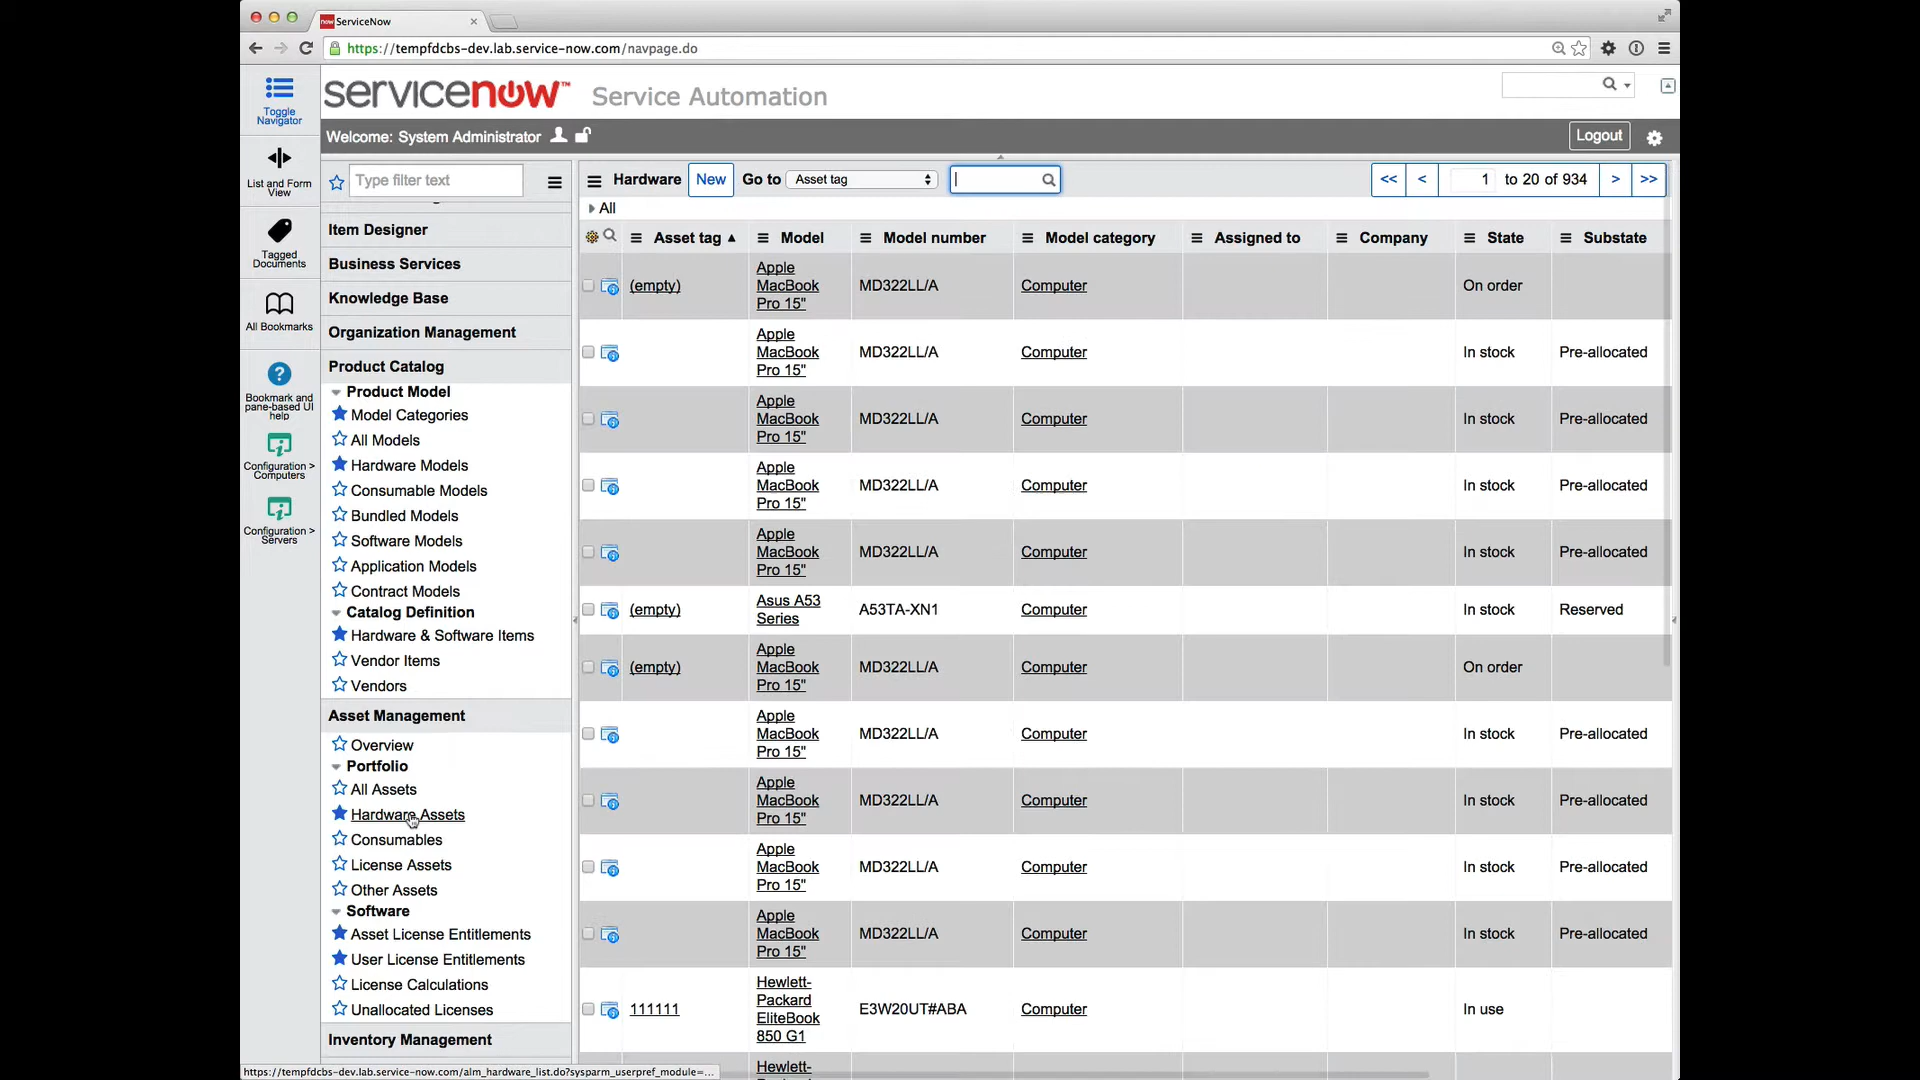 now ServiceNow
https://tempfdcbs-dev.lab.service-now.com/navpage.do
servicenow™ Service Automation
Welcome: System Administrator
Logout
Toggle
Navigator
List and Form
View
Tagged
Documents
All Bookmarks
Bookmark and
pane-based UI
help
Configuration >
Computers
Configuration >
Servers
Type filter text
Item Designer
Business Services
Knowledge Base
Organization Management
Product Catalog
Product Model
Model Categories
All Models
Hardware Models
Consumable Models
Bundled Models
Software Models
Application Models
Contract Models
Catalog Definition
Hardware & Software Items
Vendor Items
Vendors
Asset Management
Overview
Portfolio
All Assets
Hardware Assets
Consumables
License Assets
Other Assets
Software
Asset License Entitlements
User License Entitlements
License Calculations
Unallocated Licenses
Inventory Management
Hardware New Go to Asset tag << < 1 to 20 of 934 > >>
All
Asset tag Model Model number Model category Assigned to Company State Substate
(empty) Apple MacBook Pro 15" MD322LL/A Computer On order
Apple MacBook Pro 15" MD322LL/A Computer In stock Pre-allocated
Apple MacBook Pro 15" MD322LL/A Computer In stock Pre-allocated
Apple MacBook Pro 15" MD322LL/A Computer In stock Pre-allocated
Apple MacBook Pro 15" MD322LL/A Computer In stock Pre-allocated
(empty) Asus A53 Series A53TA-XN1 Computer In stock Reserved
(empty) Apple MacBook Pro 15" MD322LL/A Computer On order
Apple MacBook Pro 15" MD322LL/A Computer In stock Pre-allocated
Apple MacBook Pro 15" MD322LL/A Computer In stock Pre-allocated
Apple MacBook Pro 15" MD322LL/A Computer In stock Pre-allocated
Apple MacBook Pro 15" MD322LL/A Computer In stock Pre-allocated
111111 Hewlett-Packard EliteBook 850 G1 E3W20UT#ABA Computer In use
Hewlett-
https://tempfdcbs-dev.lab.service-now.com/alm_hardware_list.do?sysparm_userpref_module=...